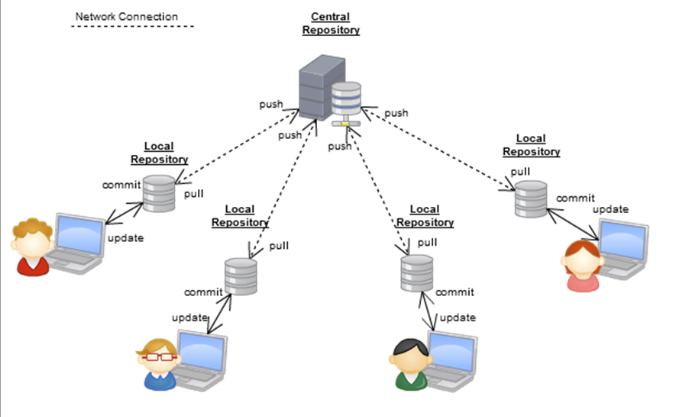 Network Connection
Central
Repository
push
push
push
push
Local
Repository
commit
pull
update
Local
Repository
pull
commit
update
Local
Repository
pull
commit
update
Local
Repository
pull
commit
update